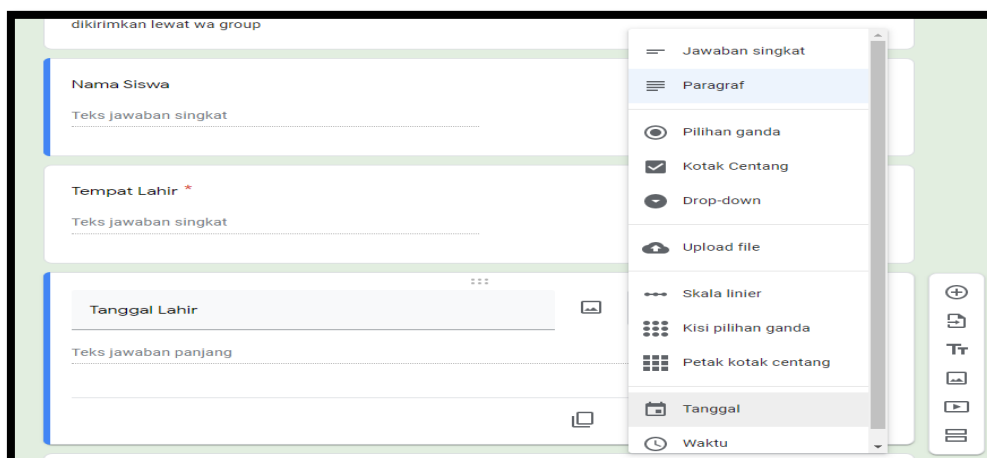 dikirimkan lewat wa group
Nama Siswa
Teks jawaban singkat
Tempat Lahir *
Teks jawaban singkat
Tanggal Lahir
Teks jawaban panjang
Jawaban singkat
Paragraf
Pilihan ganda
Kotak Centang
Drop-down
Upload file
Skala linier
Kisi pilihan ganda
Petak kotak centang
Tanggal
Waktu
Tт